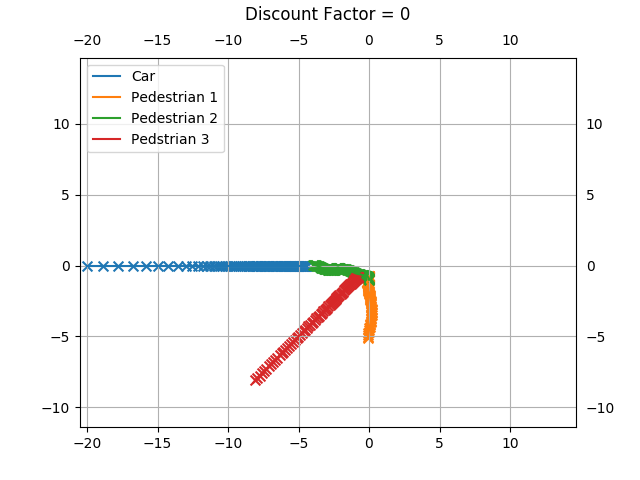 Discount Factor = 0
−20 −15 −10 −5 0 5 10
Car
Pedestrian 1
Pedestrian 2
Pedstrian 3
10 10
5 5
0 0
−5 −5
−10 −10
−20 −15 −10 −5 0 5 10